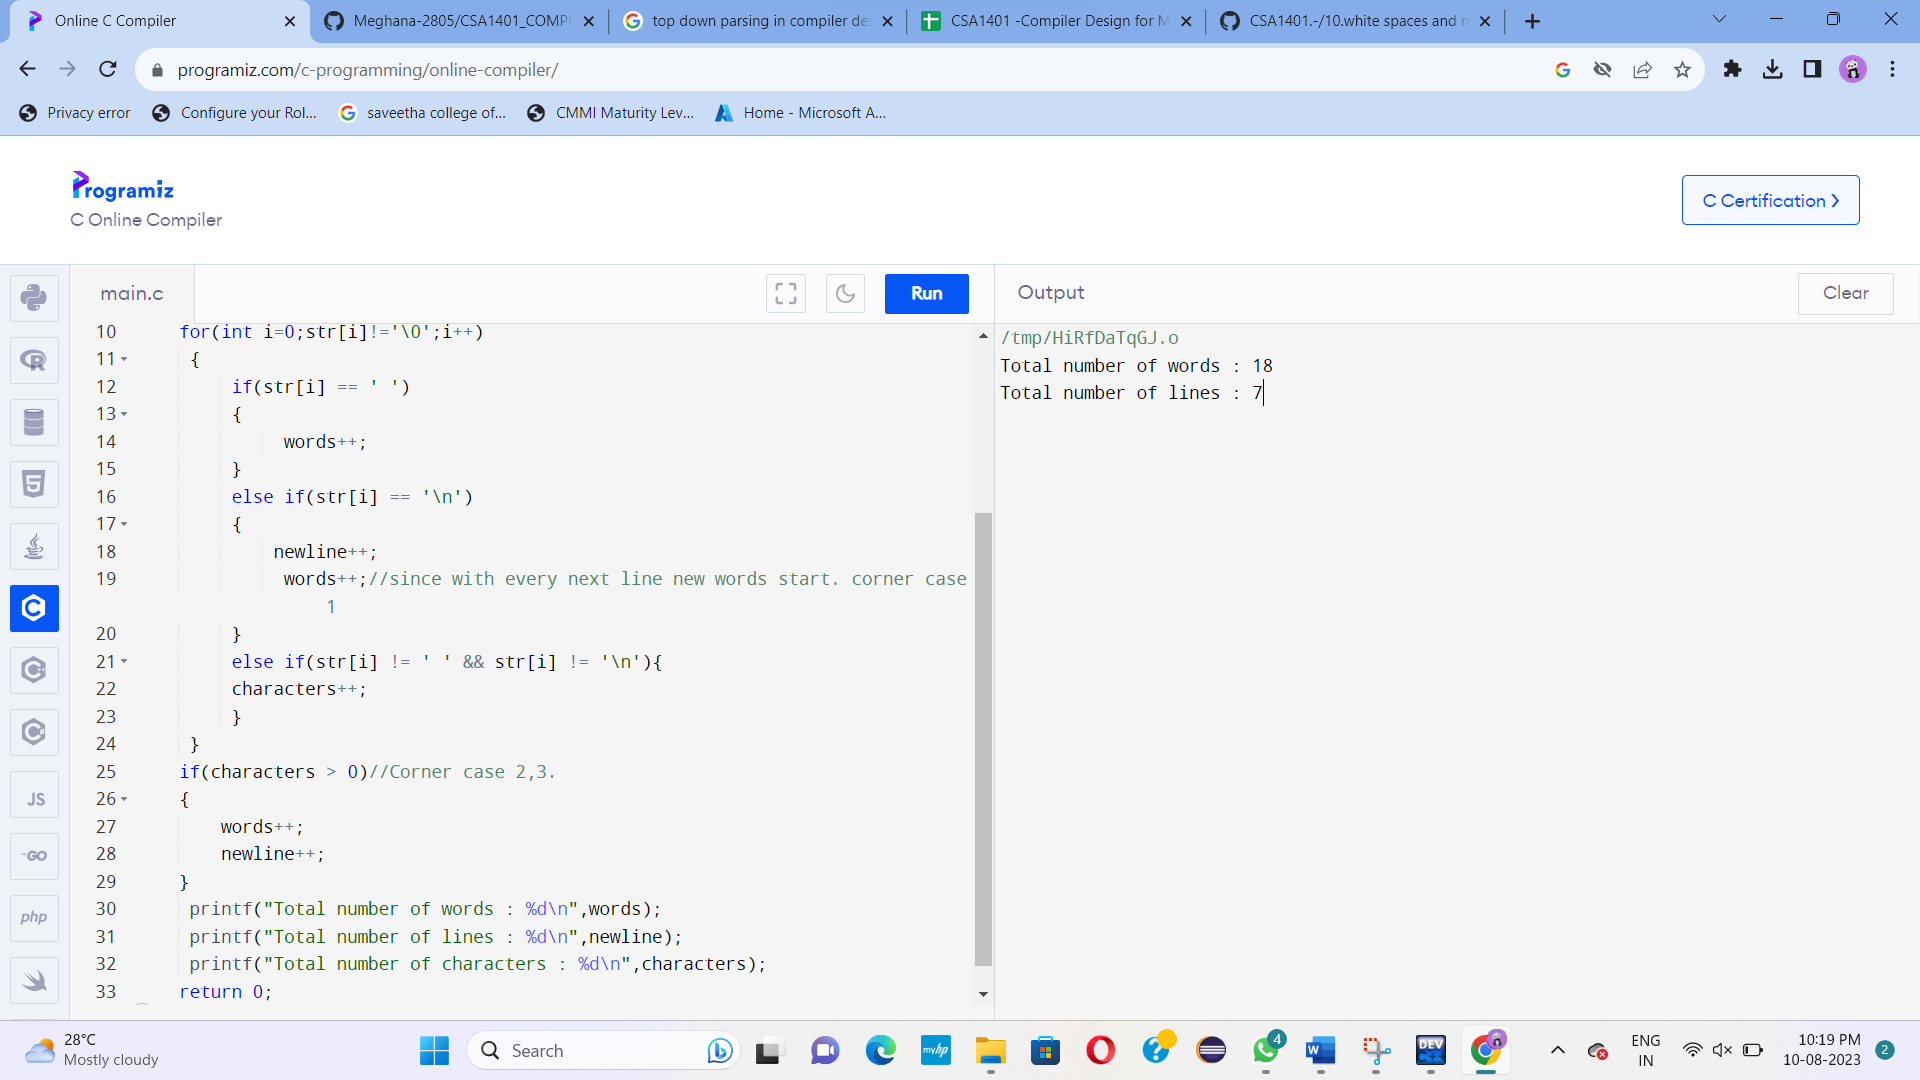 Online C Compiler
Meghana-2805/CSA1401_COMPI
top down parsing in compiler des
CSA1401 -Compiler Design for M
CSA1401.-/10.white spaces and n
programiz.com/c-programming/online-compiler/
Privacy error
Configure your Rol...
saveetha college of...
CMMI Maturity Lev...
Home - Microsoft A...
Programiz
C Online Compiler
C Certification
main.c
Run
Output
Clear
10 for(int i=0;str[i]!='\0';i++)
11 {
12 if(str[i] == ' ')
13 {
14 words++;
15 }
16 else if(str[i] == '\n')
17 {
18 newline++;
19 words++;//since with every next line new words start. corner case
1
20 }
21 else if(str[i] != ' ' && str[i] != '\n'){
22 characters++;
23 }
24 }
25 if(characters > 0)//Corner case 2,3.
26 {
27 words++;
28 newline++;
29 }
30 printf("Total number of words : %d\n",words);
31 printf("Total number of lines : %d\n",newline);
32 printf("Total number of characters : %d\n",characters);
33 return 0;
/tmp/HiRfDaTqGJ.o
Total number of words : 18
Total number of lines : 7
JS
GO
php
28°C
Mostly cloudy
Search
myhp
4
W
DEV
C++
ENG
IN
10:19 PM
10-08-2023
2